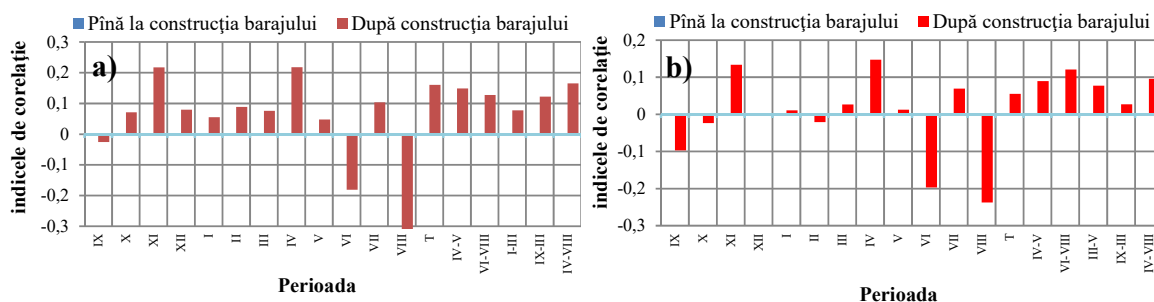 Pînă la construcţia barajului După construcţia barajului
a)
indicele de corelaţie
0,3
0,2
0,1
0
-0,1
-0,2
-0,3
IX X XI XII I II III IV V VI VII VIII T IV-V VI-VIII I-III IX-III IV-VIII
Perioada
Pînă la construcţia barajului După construcţia barajului
b)
indicele de corelaţie
0,2
0,1
0
-0,1
-0,2
-0,3
IX X XI XII I II III IV V VI VII VIII T IV-V VI-VIII III-V IX-III IV-VIII
Perioada